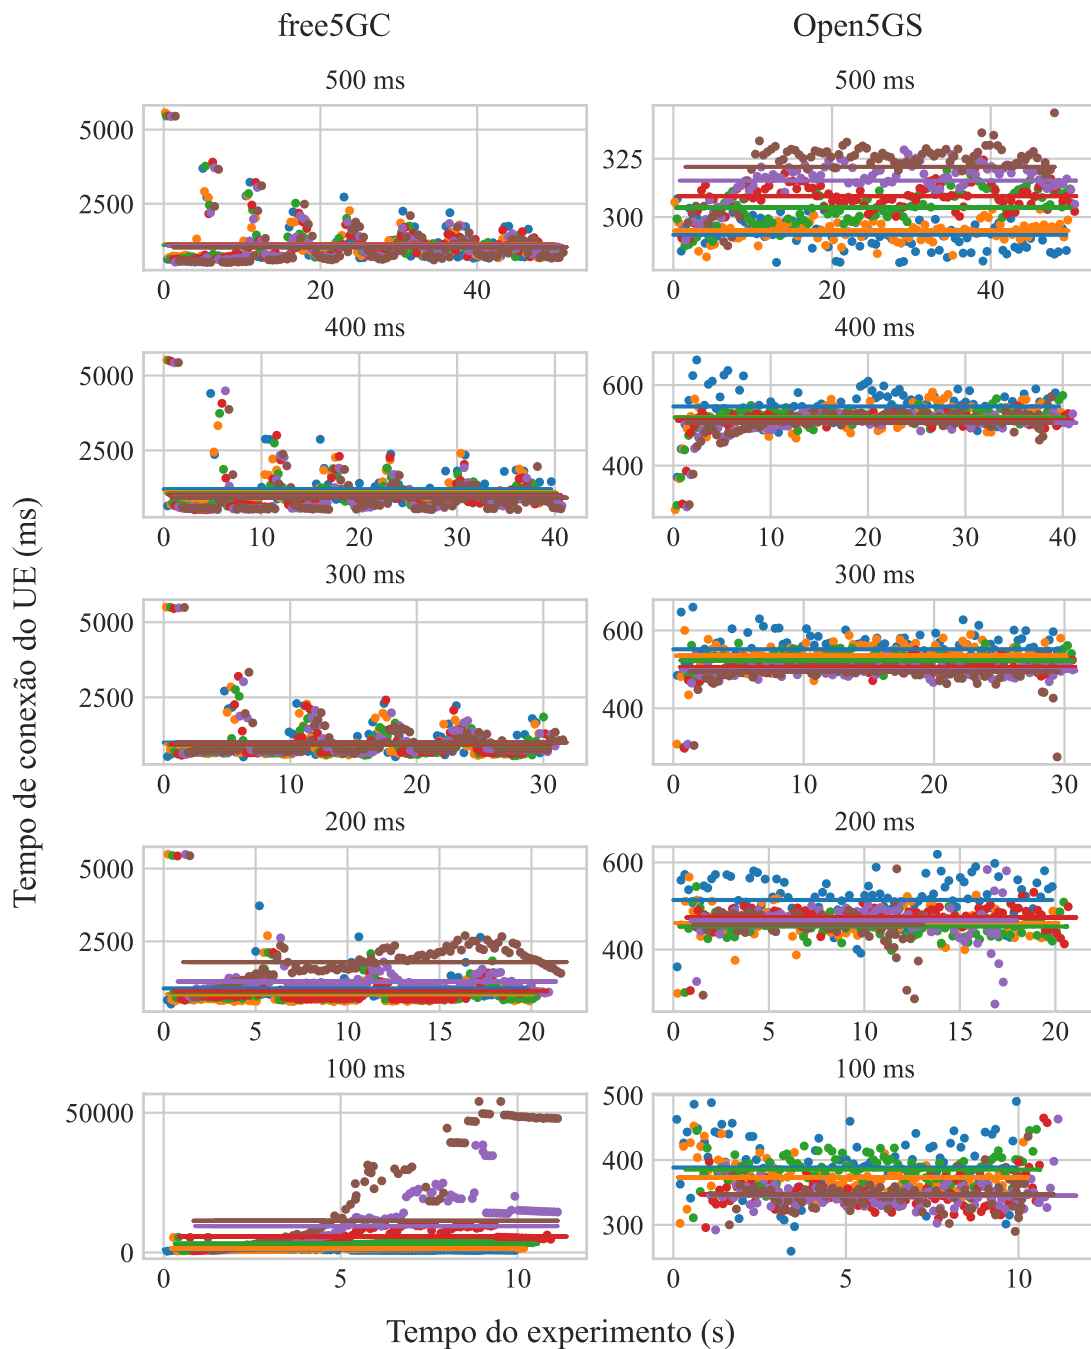 free5GC Open5GS
500 ms 500 ms
5000
2500
325
300
0 20 40 0 20 40
400 ms 400 ms
5000
2500
600
400
0 10 20 30 40 0 10 20 30 40
300 ms 300 ms
5000
2500
600
400
0 10 20 30 0 10 20 30
200 ms 200 ms
5000
2500
600
400
0 5 10 15 20 0 5 10 15 20
100 ms 100 ms
50000
0
500
400
300
0 5 10 0 5 10
Tempo de conexão do UE (ms)
Tempo do experimento (s)